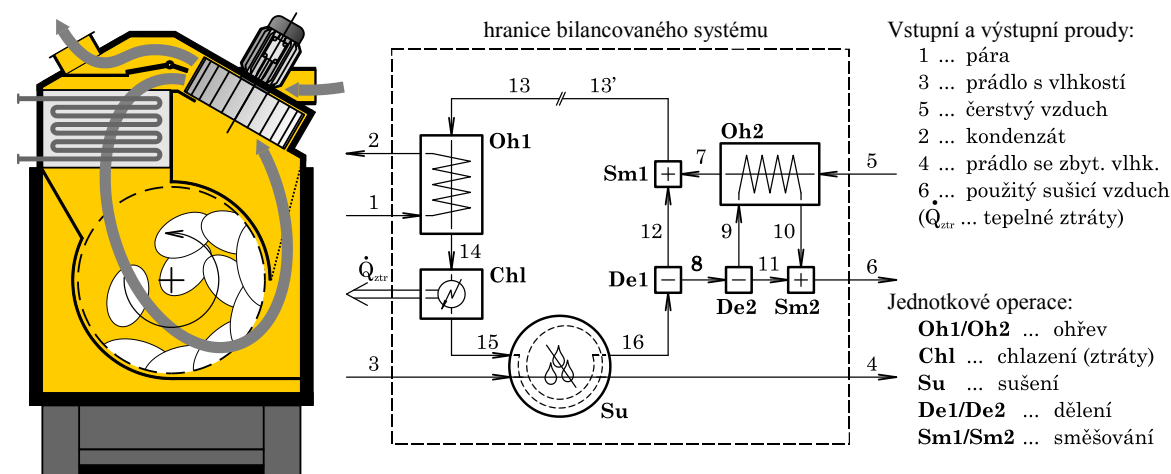 hranice bilancovaného systému
13
13'
2
Oh1
1
14
Q̇ztr
Chl
15
3
Su
16
Sm1
7
Oh2
5
12
9
10
De1
8
De2
11
Sm2
6
4
Vstupní a výstupní proudy:
1 ... pára
3 ... prádlo s vlhkostí
5 ... čerstvý vzduch
2 ... kondenzát
4 ... prádlo se zbyt. vlhk.
6 ... použitý sušicí vzduch
(Q̇ztr ... tepelné ztráty)
Jednotkové operace:
Oh1/Oh2 ... ohřev
Chl ... chlazení (ztráty)
Su ... sušení
De1/De2 ... dělení
Sm1/Sm2 ... směšování